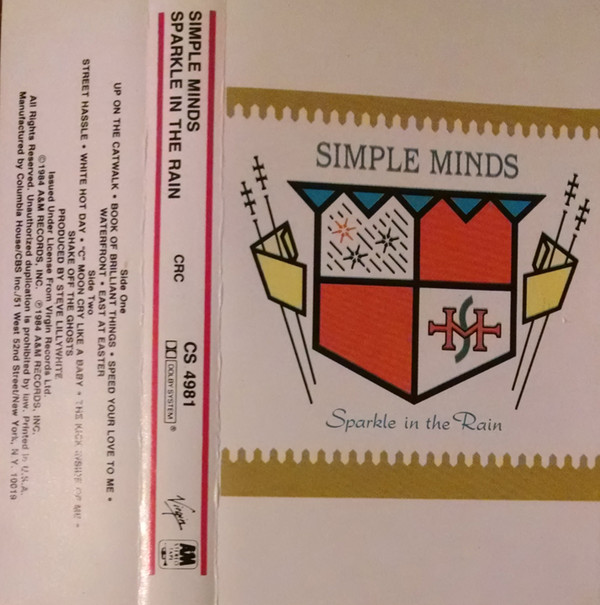 SIMPLE MINDS
Sparkle in the Rain
SIMPLE MINDS
SPARKLE IN THE RAIN
CRC
CS 4981
DOLBY SYSTEM ®
Virgin
AM
Side One
UP ON THE CATWALK • BOOK OF BRILLIANT THINGS • SPEED YOUR LOVE TO ME •
WATERFRONT • EAST AT EASTER
Side Two
STREET HASSLE • WHITE HOT DAY • "C" MOON CRY LIKE A BABY • THE KICK INSIDE OF ME •
SHAKE OFF THE GHOSTS
PRODUCED BY STEVE LILLYWHITE
Issued Under License From Virgin Records Ltd.
©1984 A&M RECORDS, INC. ℗1984 A&M RECORDS, INC.
All Rights Reserved. Unauthorized duplication is prohibited by law. Printed in U.S.A.
Manufactured by Columbia House/CBS Inc./51 West 52nd Street/New York, N.Y. 10019